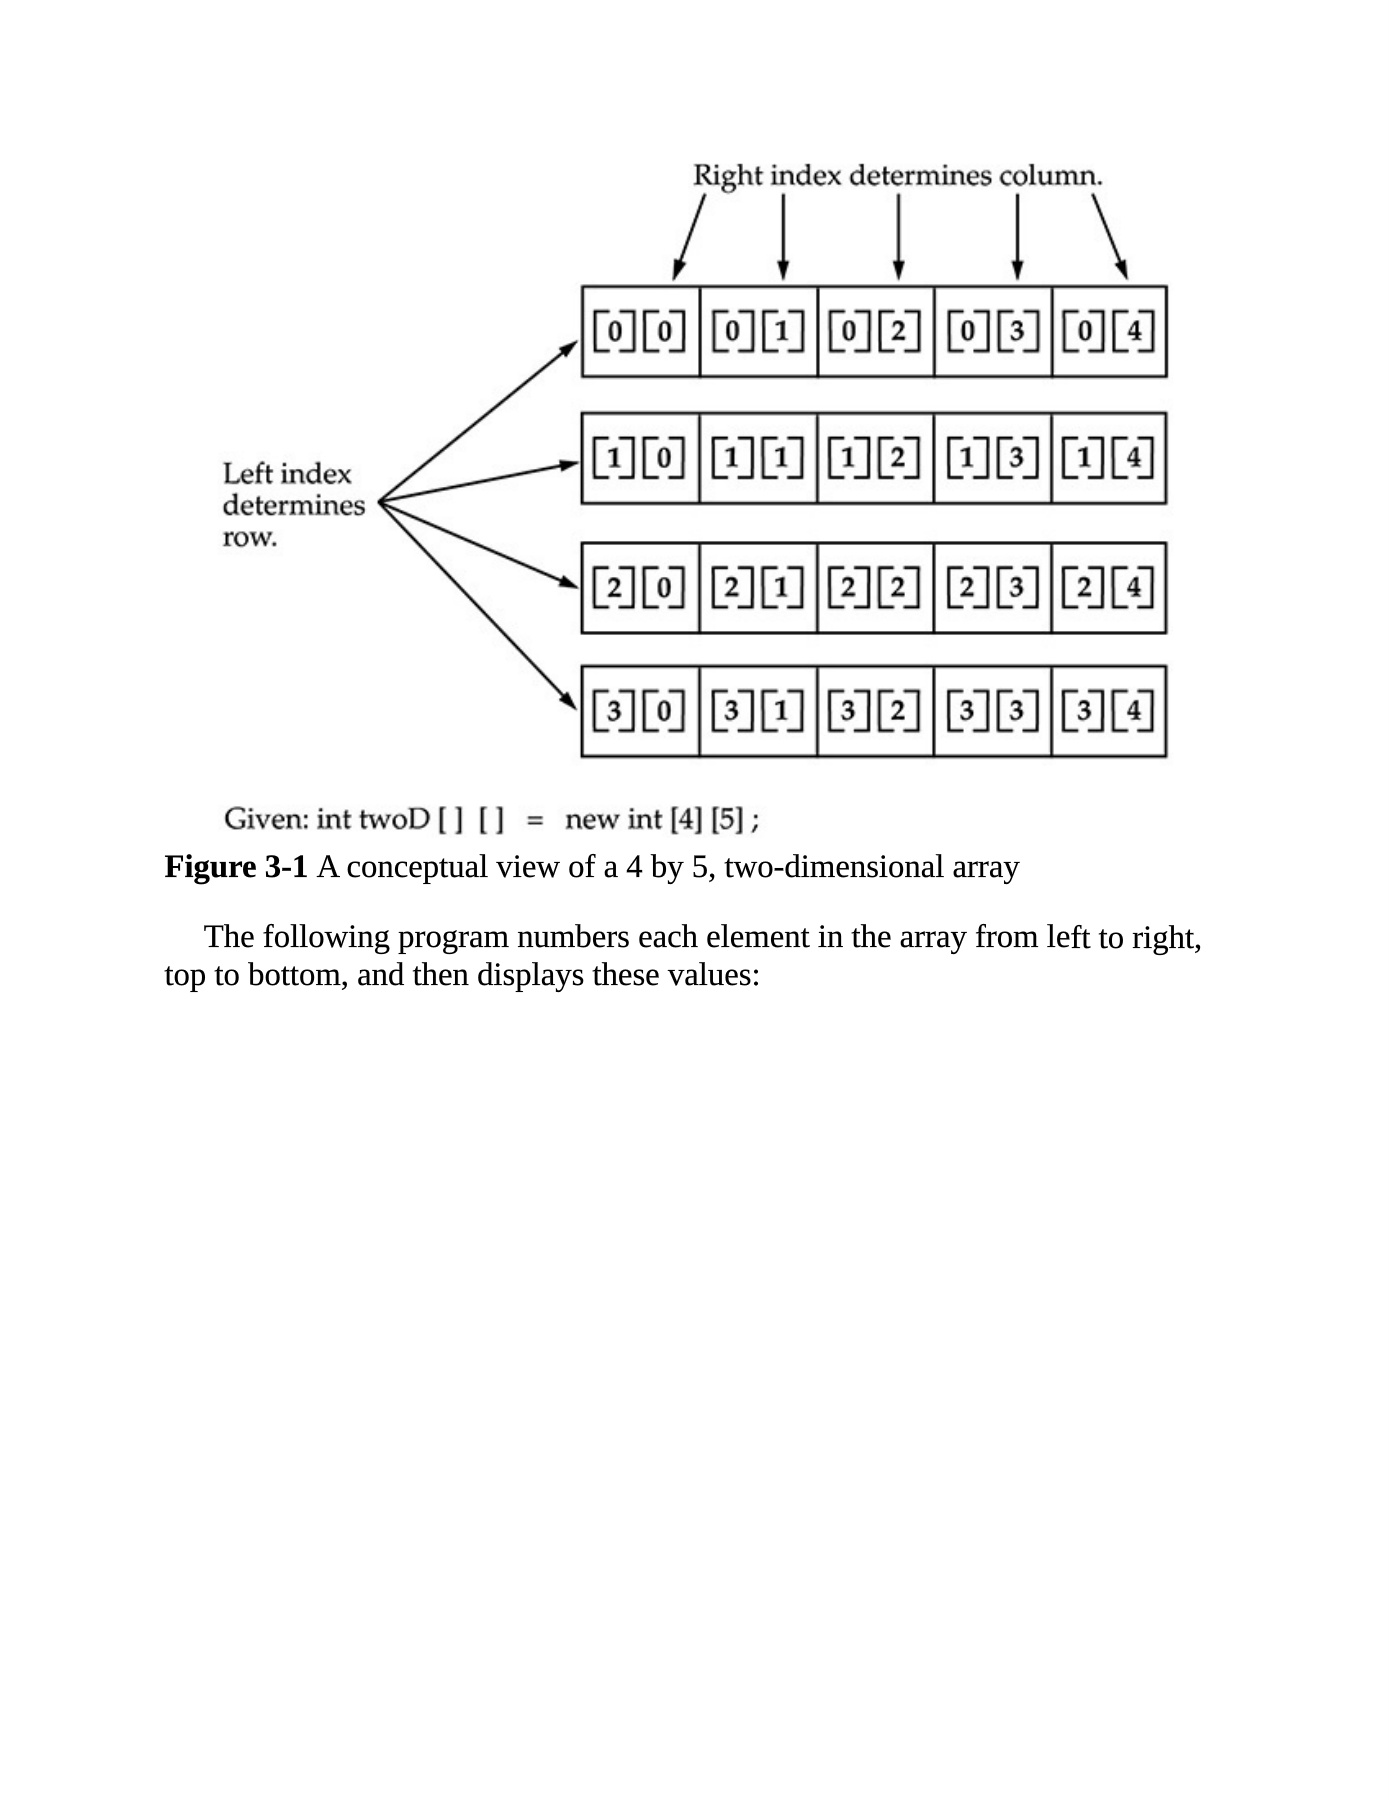 Right index determines column.
[0][0] [0][1] [0][2] [0][3] [0][4]
[1][0] [1][1] [1][2] [1][3] [1][4]
Left index
determines
row.
[2][0] [2][1] [2][2] [2][3] [2][4]
[3][0] [3][1] [3][2] [3][3] [3][4]
Given: int twoD [ ] [ ] = new int [4] [5] ;
Figure 3-1 A conceptual view of a 4 by 5, two-dimensional array
The following program numbers each element in the array from left to right,
top to bottom, and then displays these values: